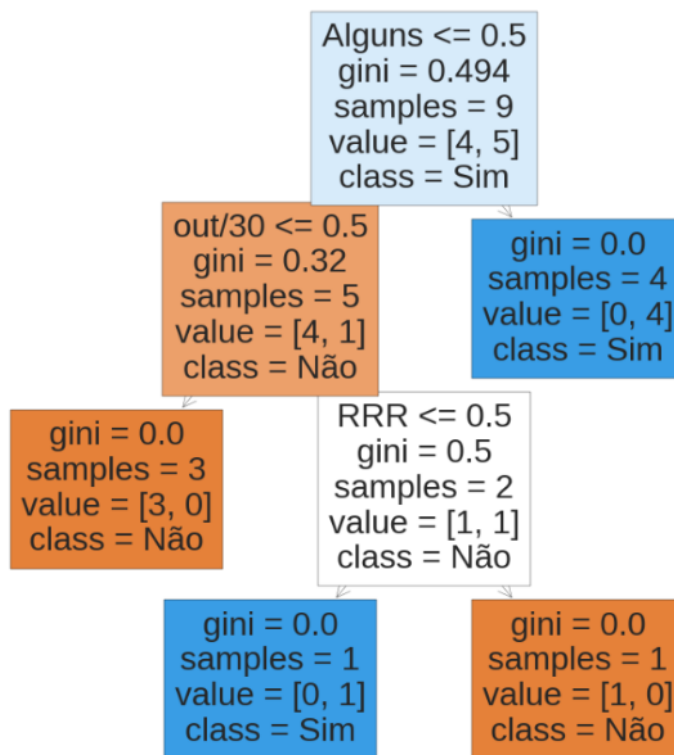 Alguns <= 0.5
gini = 0.494
samples = 9
value = [4, 5]
class = Sim
out/30 <= 0.5
gini = 0.32
samples = 5
value = [4, 1]
class = Não
gini = 0.0
samples = 4
value = [0, 4]
class = Sim
gini = 0.0
samples = 3
value = [3, 0]
class = Não
RRR <= 0.5
gini = 0.5
samples = 2
value = [1, 1]
class = Não
gini = 0.0
samples = 1
value = [0, 1]
class = Sim
gini = 0.0
samples = 1
value = [1, 0]
class = Não